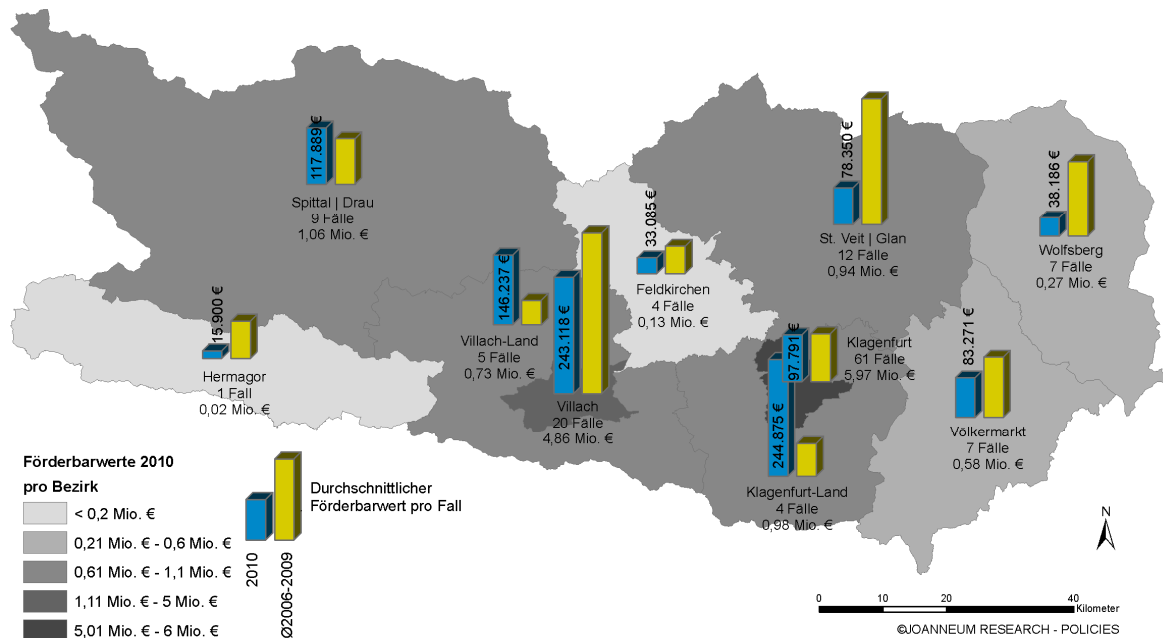 117.889 €
Spittal | Drau
9 Fälle
1,06 Mio. €
78.350 €
St. Veit | Glan
12 Fälle
0,94 Mio. €
38.186 €
Wolfsberg
7 Fälle
0,27 Mio. €
33.085 €
Feldkirchen
4 Fälle
0,13 Mio. €
146.237 €
Villach-Land
5 Fälle
0,73 Mio. €
243.118 €
Villach
20 Fälle
4,86 Mio. €
15.900 €
Hermagor
1 Fall
0,02 Mio. €
97.791 €
Klagenfurt
61 Fälle
5,97 Mio. €
244.875 €
Klagenfurt-Land
4 Fälle
0,98 Mio. €
83.271 €
Völkermarkt
7 Fälle
0,58 Mio. €
Förderbarwerte 2010
pro Bezirk
< 0,2 Mio. €
0,21 Mio. € - 0,6 Mio. €
0,61 Mio. € - 1,1 Mio. €
1,11 Mio. € - 5 Mio. €
5,01 Mio. € - 6 Mio. €
Durchschnittlicher
Förderbarwert pro Fall
2010
Ø2006-2009
N
0 10 20 40
Kilometer
©JOANNEUM RESEARCH - POLICIES